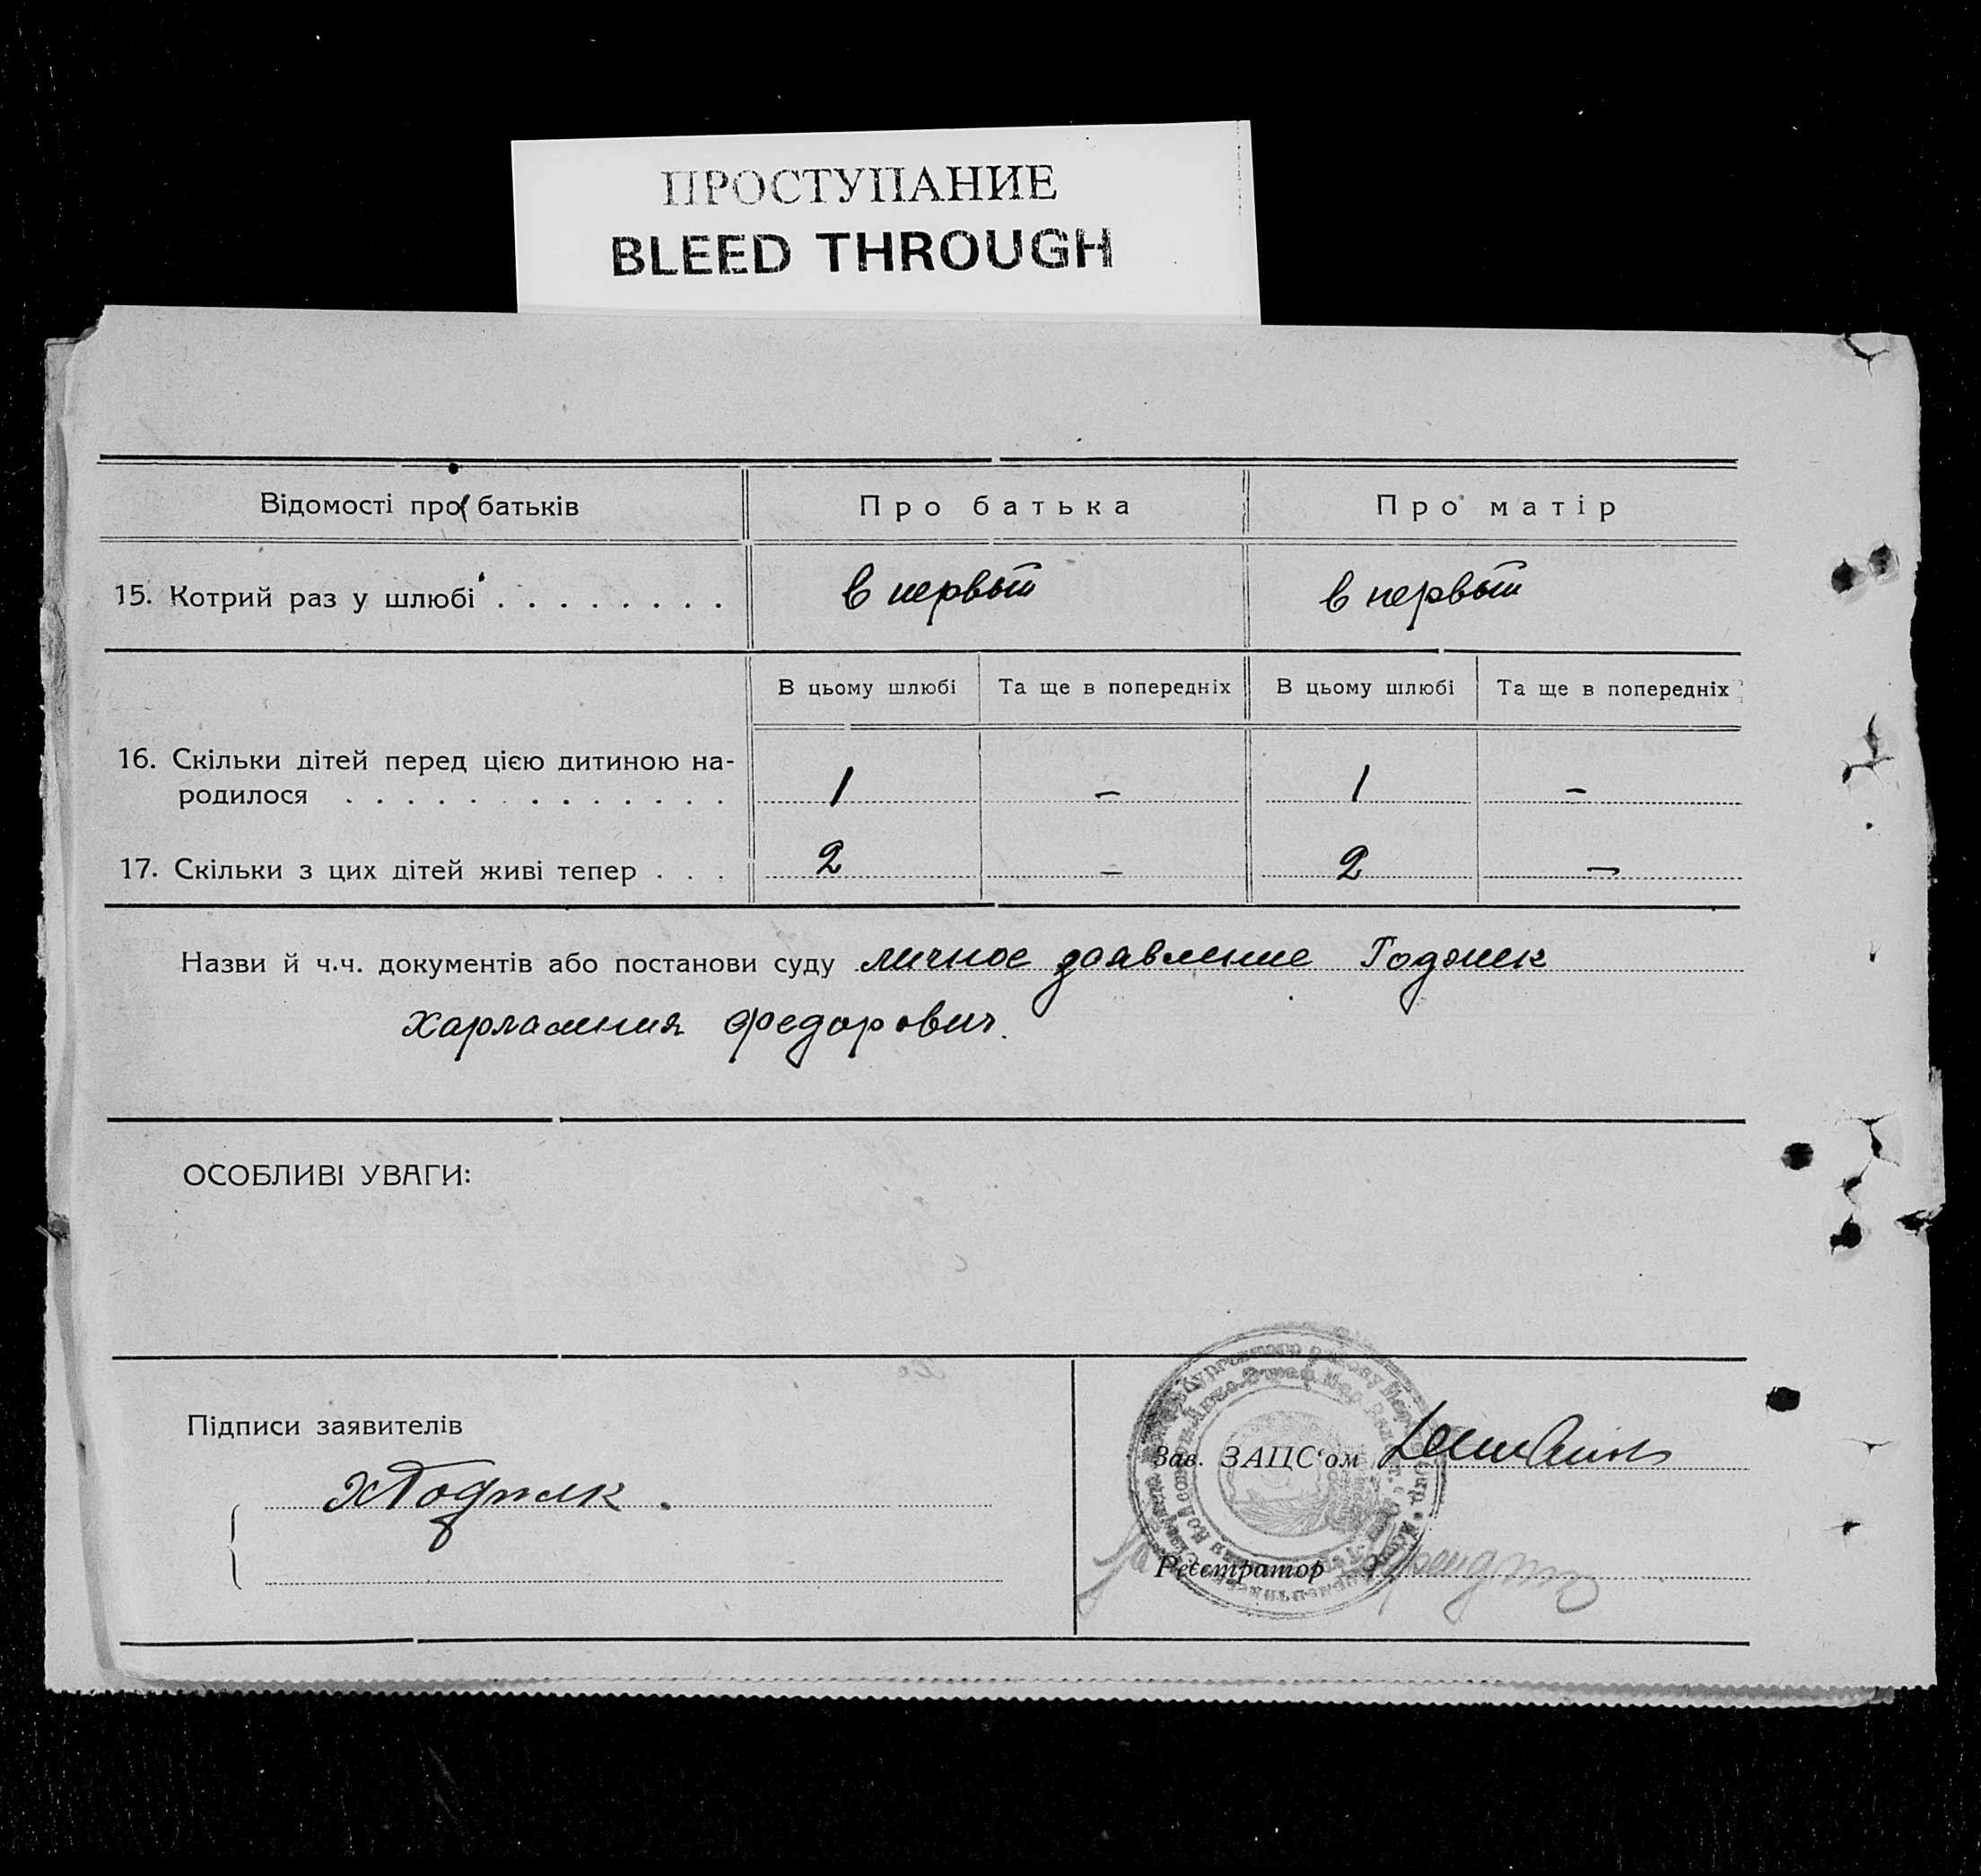 ПРОСТУПАНИЕ
BLEED THROUGH
Відомості про батьків
Про батька
Про матір
15. Котрий раз у шлюбі . . . . . . . .
в первый
в первый
В цьому шлюбі
Та ще в попередніх
В цьому шлюбі
Та ще в попередніх
16. Скільки дітей перед цією дитиною на-
родилося . . . . . . . . . . . . .
1
–
1
–
17. Скільки з цих дітей живі тепер . . .
2
–
2
–
Назви й ч.ч. документів або постанови суду личное заявление
Федорович.
ОСОБЛИВІ УВАГИ:
Підписи заявителів
Зав. ЗАЦС‘ом
Реєстратор